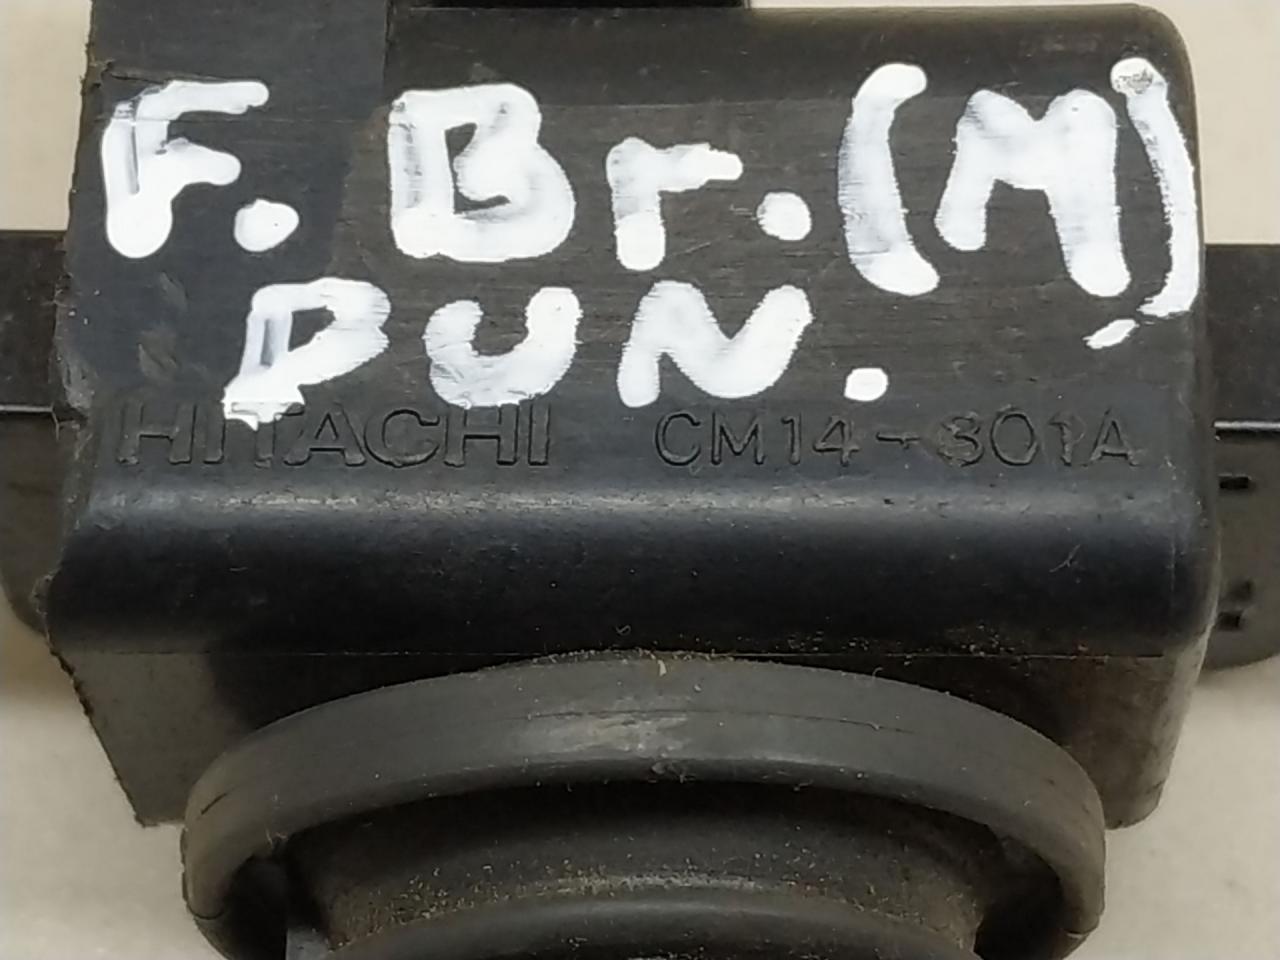 F. Br. (M)
DUN.
HITACHI CM14-301A